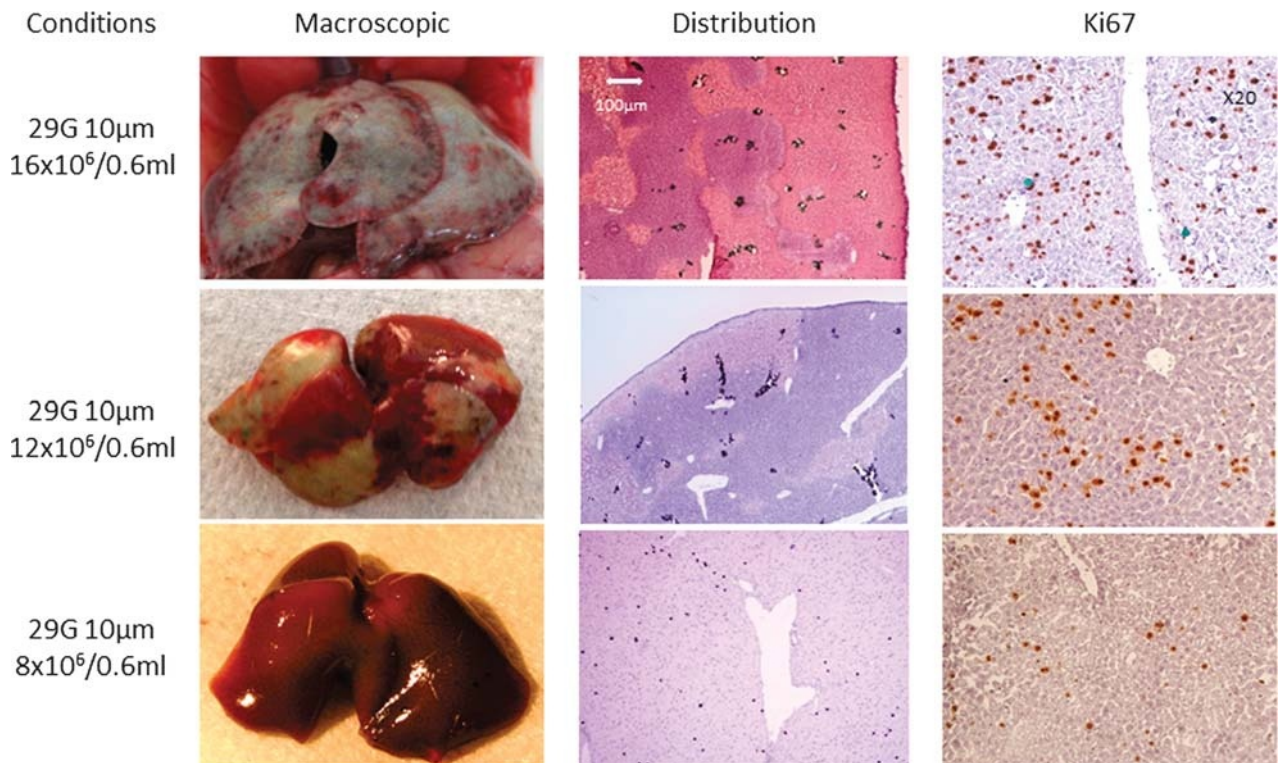 Conditions Macroscopic Distribution Ki67
100μm
X20
29G 10μm
16x10⁶/0.6ml
29G 10μm
12x10⁶/0.6ml
29G 10μm
8x10⁶/0.6ml